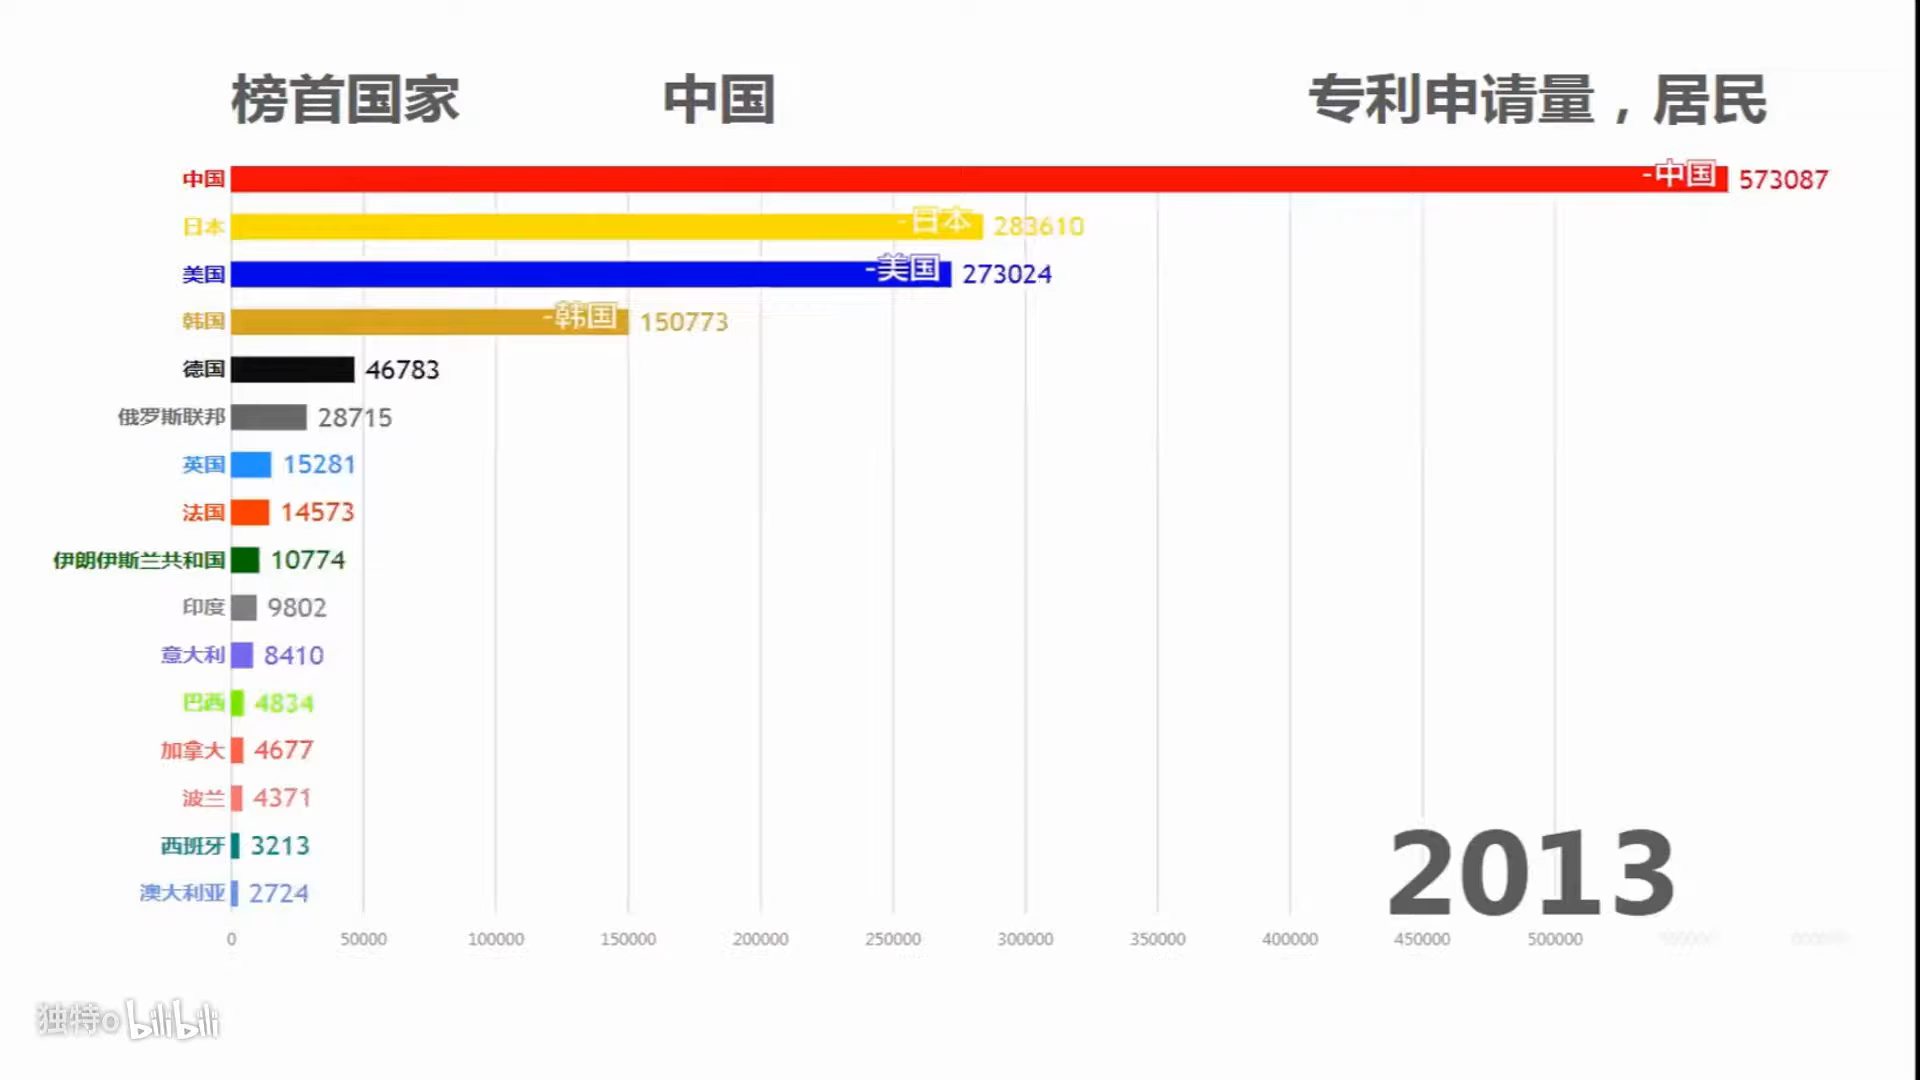 榜首国家 中国 专利申请量，居民
中国 -中国 573087
日本 -日本 283610
美国 -美国 273024
韩国 -韩国 150773
德国 46783
俄罗斯联邦 28715
英国 15281
法国 14573
伊朗伊斯兰共和国 10774
印度 9802
意大利 8410
巴西 4834
加拿大 4677
波兰 4371
西班牙 3213
澳大利亚 2724
2013
0 50000 100000 150000 200000 250000 300000 350000 400000 450000 500000
独特o bilibili